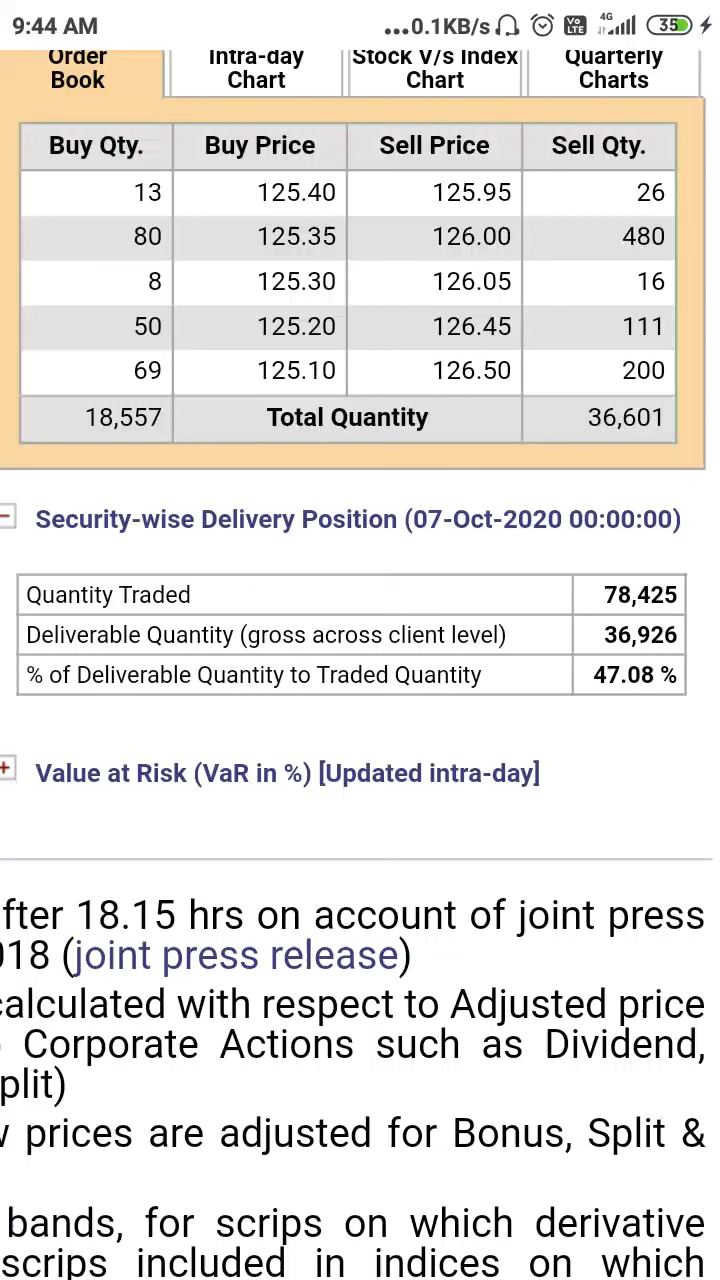 9:44 AM ...0.1KB/s Vo LTE 4G 35
Order Intra-day Stock V/s Index Quarterly
Book Chart Chart Charts
Buy Qty. Buy Price Sell Price Sell Qty.
13 125.40 125.95 26
80 125.35 126.00 480
8 125.30 126.05 16
50 125.20 126.45 111
69 125.10 126.50 200
18,557 Total Quantity 36,601
Security-wise Delivery Position (07-Oct-2020 00:00:00)
Quantity Traded 78,425
Deliverable Quantity (gross across client level) 36,926
% of Deliverable Quantity to Traded Quantity 47.08 %
Value at Risk (VaR in %) [Updated intra-day]
fter 18.15 hrs on account of joint press
018 (joint press release)
calculated with respect to Adjusted price
Corporate Actions such as Dividend,
plit)
w prices are adjusted for Bonus, Split &
bands, for scrips on which derivative
scrips included in indices on which